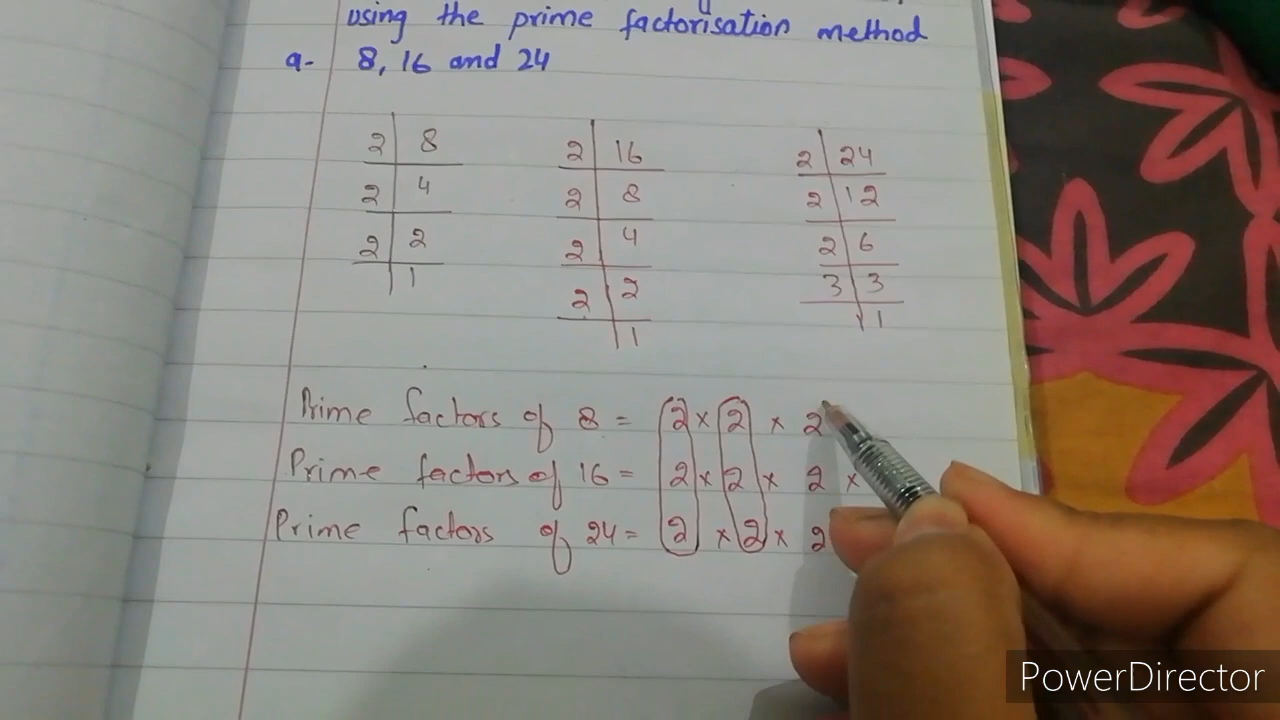 using the prime factorisation method
a- 8, 16 and 24
2 8
2 4
2 2
1
2 16
2 8
2 4
2 2
1
2 24
2 12
2 6
3 3
1
Prime factors of 8 = 2 × 2 × 2
Prime factors of 16 = 2 × 2 × 2 ×
Prime factors of 24 = 2 × 2 × 2
PowerDirector